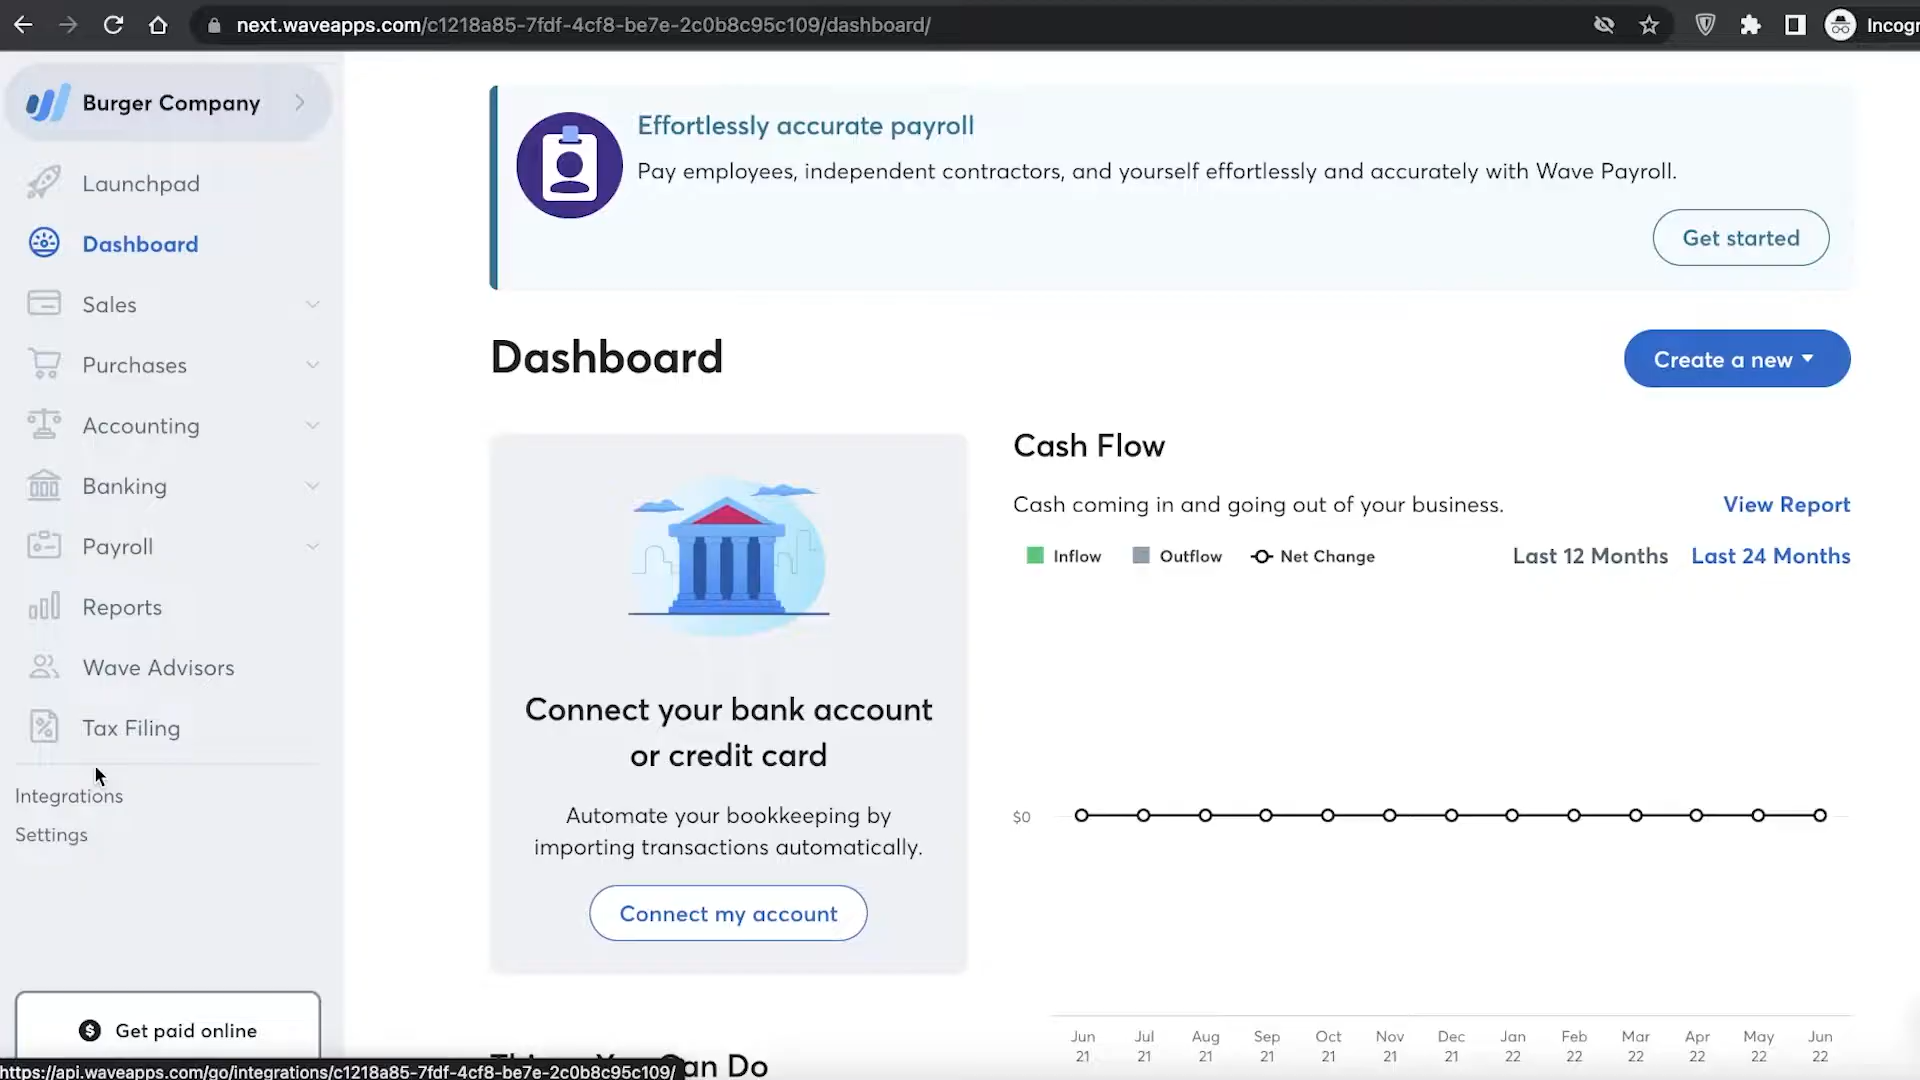 next.waveapps.com/c1218a85-7fdf-4cf8-be7e-2c0b8c95c109/dashboard/
Incogn
Burger Company
Launchpad
Dashboard
Sales
Purchases
Accounting
Banking
Payroll
Reports
Wave Advisors
Tax Filing
Integrations
Settings
Get paid online
Effortlessly accurate payroll
Pay employees, independent contractors, and yourself effortlessly and accurately with Wave Payroll.
Get started
Dashboard
Create a new
Connect your bank account
or credit card
Automate your bookkeeping by
importing transactions automatically.
Connect my account
Cash Flow
Cash coming in and going out of your business.
View Report
Inflow Outflow Net Change
Last 12 Months Last 24 Months
$0
Jun Jul Aug Sep Oct Nov Dec Jan Feb Mar Apr May Jun
21 21 21 21 21 21 21 22 22 22 22 22 22
an Do
https://api.waveapps.com/go/integrations/c1218a85-7fdf-4cf8-be7e-2c0b8c95c109/